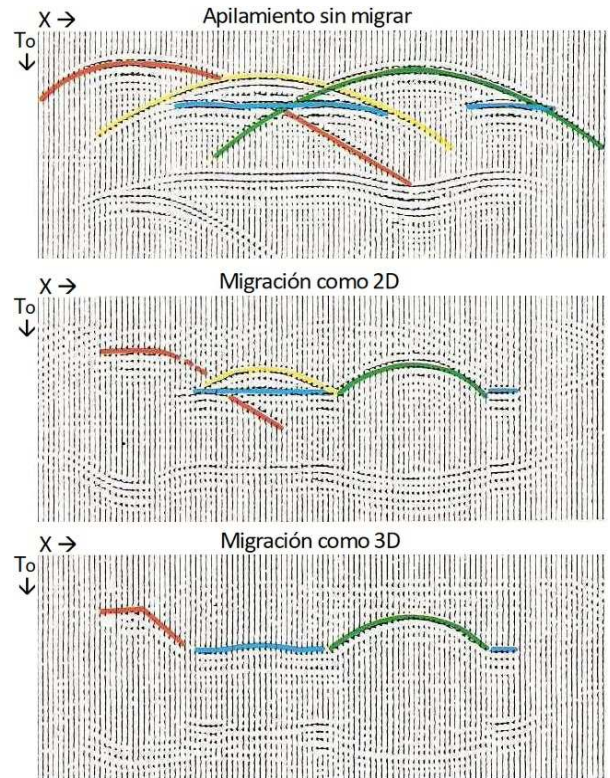 Apilamiento sin migrar
X →
To
↓
Migración como 2D
X →
To
↓
Migración como 3D
X →
To
↓